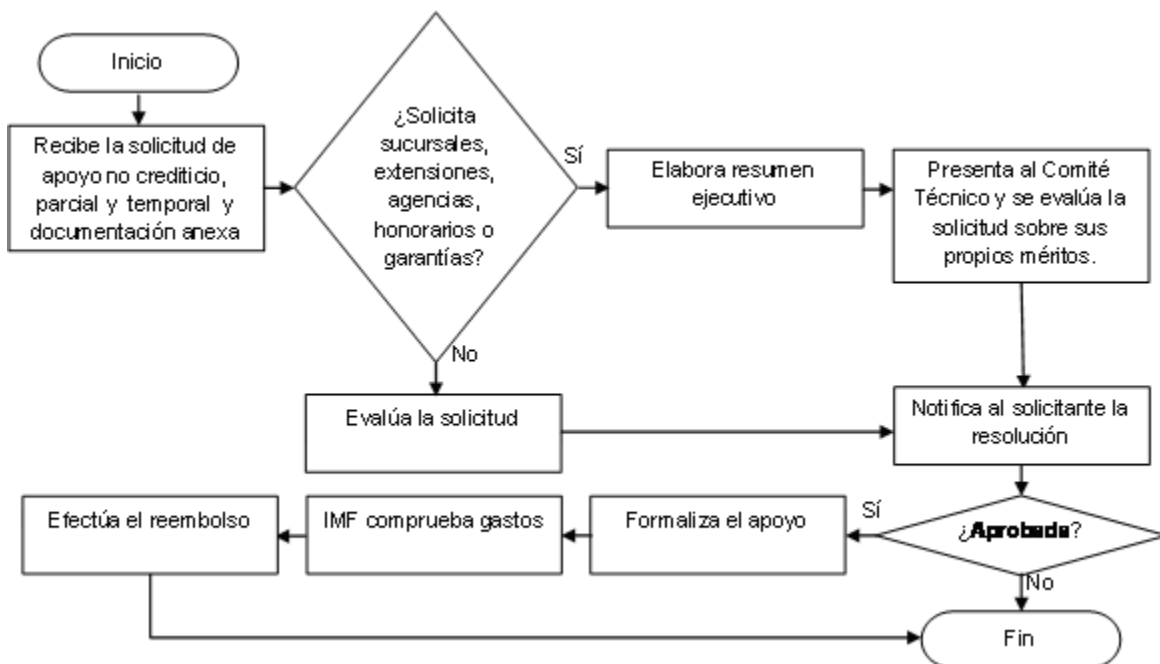 Inicio
Recibe la solicitud de
apoyo no crediticio,
parcial y temporal y
documentación anexa
¿Solicita
sucursales,
extensiones,
agencias,
honorarios o
garantías?
Sí
Elabora resumen
ejecutivo
Presenta al Comité
Técnico y se evalúa la
solicitud sobre sus
propios méritos.
No
Evalúa la solicitud
Notifica al solicitante la
resolución
Efectúa el reembolso
IMF comprueba gastos
Formaliza el apoyo
Sí
¿Aprobada?
No
Fin